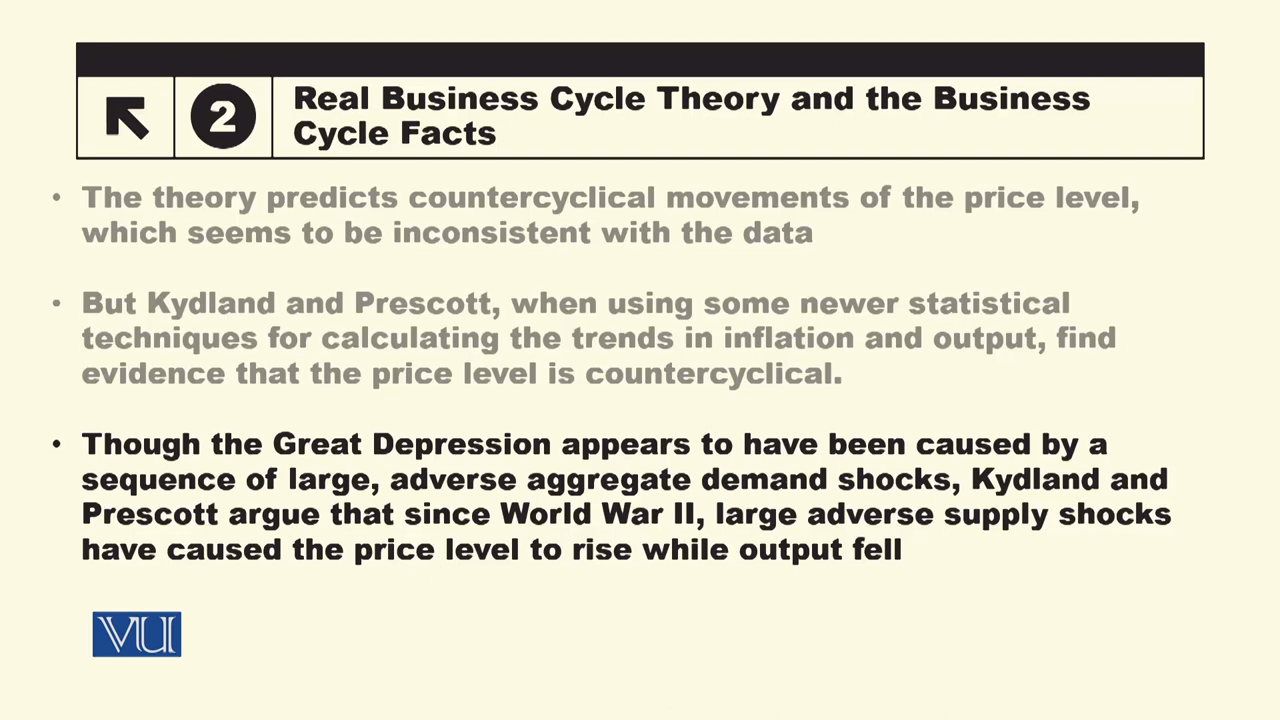 2
Real Business Cycle Theory and the Business
Cycle Facts
• The theory predicts countercyclical movements of the price level,
which seems to be inconsistent with the data
• But Kydland and Prescott, when using some newer statistical
techniques for calculating the trends in inflation and output, find
evidence that the price level is countercyclical.
• Though the Great Depression appears to have been caused by a
sequence of large, adverse aggregate demand shocks, Kydland and
Prescott argue that since World War II, large adverse supply shocks
have caused the price level to rise while output fell
VU